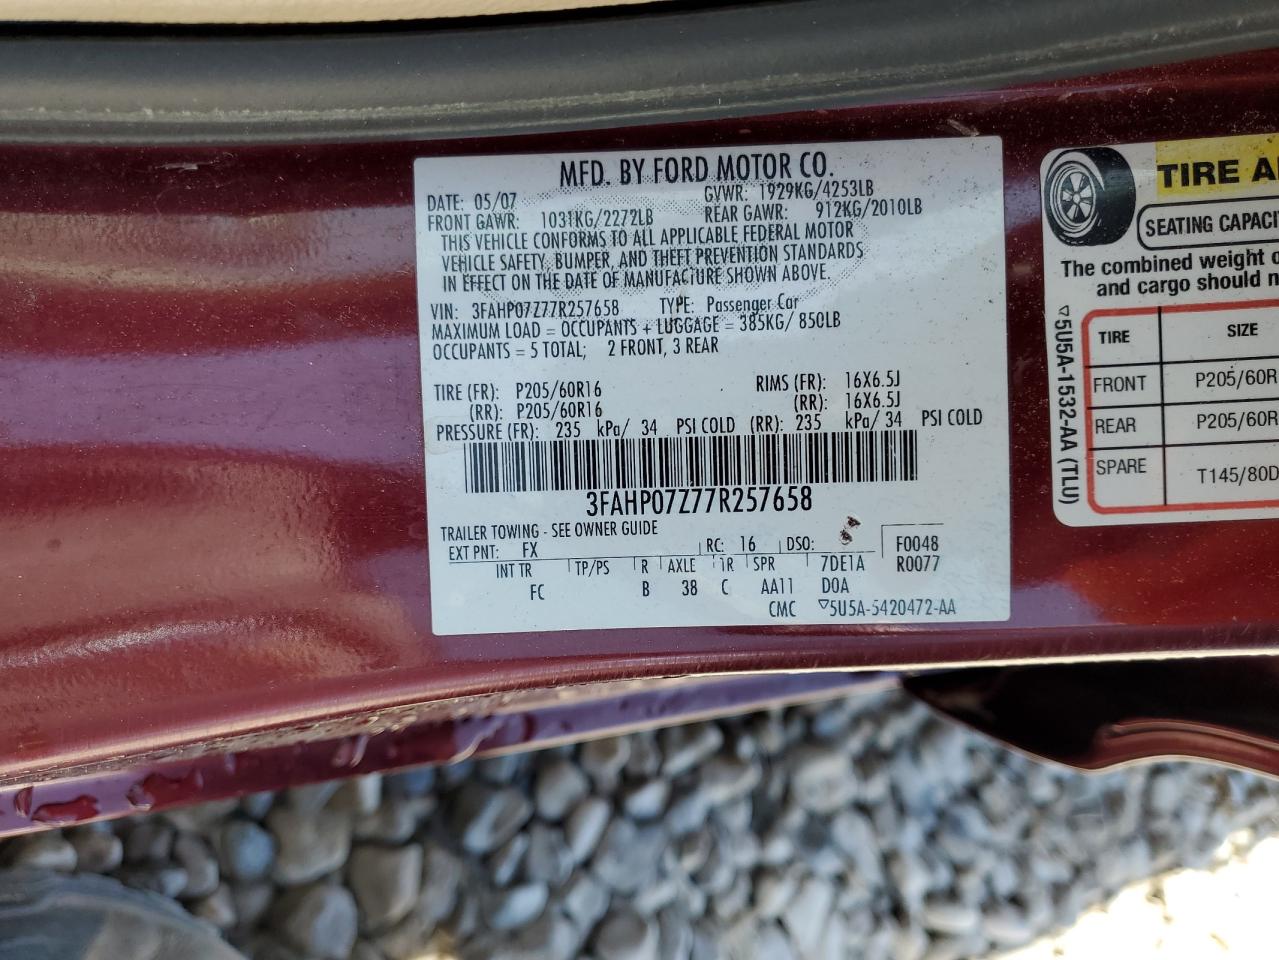 MFD. BY FORD MOTOR CO.
DATE: 05/07 GVWR: 1929KG/4253LB
FRONT GAWR: 1031KG/2272LB REAR GAWR: 912KG/2010LB
THIS VEHICLE CONFORMS TO ALL APPLICABLE FEDERAL MOTOR
VEHICLE SAFETY, BUMPER, AND THEFT PREVENTION STANDARDS
IN EFFECT ON THE DATE OF MANUFACTURE SHOWN ABOVE.
VIN: 3FAHP07Z77R257658 TYPE: Passenger Car
MAXIMUM LOAD = OCCUPANTS + LUGGAGE = 385KG/ 850LB
OCCUPANTS = 5 TOTAL; 2 FRONT, 3 REAR
TIRE (FR): P205/60R16 RIMS (FR): 16X6.5J
(RR): P205/60R16 (RR): 16X6.5J
PRESSURE (FR): 235 kPa/ 34 PSI COLD (RR): 235 kPa/ 34 PSI COLD
3FAHP07Z77R257658
TRAILER TOWING - SEE OWNER GUIDE
EXT PNT: FX RC: 16 DSO: F0048
INT TR TP/PS R AXLE TR SPR 7DE1A R0077
FC B 38 C AA11 D0A
CMC ▽5U5A-5420472-AA
TIRE A
SEATING CAPACI
The combined weight o
and cargo should n
TIRE SIZE
FRONT P205/60R
REAR P205/60R
SPARE T145/80D
▽5U5A-1532-AA (TLU)